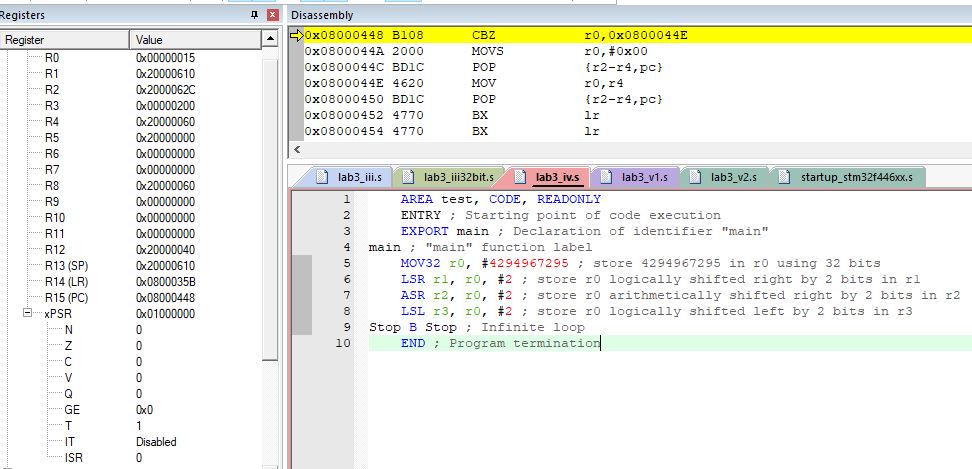 Registers
Register Value
R0 0x00000015
R1 0x20000610
R2 0x2000062C
R3 0x00000200
R4 0x20000060
R5 0x20000000
R6 0x00000000
R7 0x00000000
R8 0x20000060
R9 0x00000000
R10 0x00000000
R11 0x00000000
R12 0x20000040
R13 (SP) 0x20000610
R14 (LR) 0x0800035B
R15 (PC) 0x08000448
xPSR 0x01000000
N 0
Z 0
C 0
V 0
Q 0
GE 0x0
T 1
IT Disabled
ISR 0
Disassembly
0x08000448 B108 CBZ r0,0x0800044E
0x0800044A 2000 MOVS r0,#0x00
0x0800044C BD1C POP {r2-r4,pc}
0x0800044E 4620 MOV r0,r4
0x08000450 BD1C POP {r2-r4,pc}
0x08000452 4770 BX lr
0x08000454 4770 BX lr
lab3_iii.s lab3_iii32bit.s lab3_iv.s lab3_v1.s lab3_v2.s startup_stm32f446xx.s
1 AREA test, CODE, READONLY
2 ENTRY ; Starting point of code execution
3 EXPORT main ; Declaration of identifier "main"
4 main ; "main" function label
5 MOV32 r0, #4294967295 ; store 4294967295 in r0 using 32 bits
6 LSR r1, r0, #2 ; store r0 logically shifted right by 2 bits in r1
7 ASR r2, r0, #2 ; store r0 arithmetically shifted right by 2 bits in r2
8 LSL r3, r0, #2 ; store r0 logically shifted left by 2 bits in r3
9 Stop B Stop ; Infinite loop
10 END ; Program termination